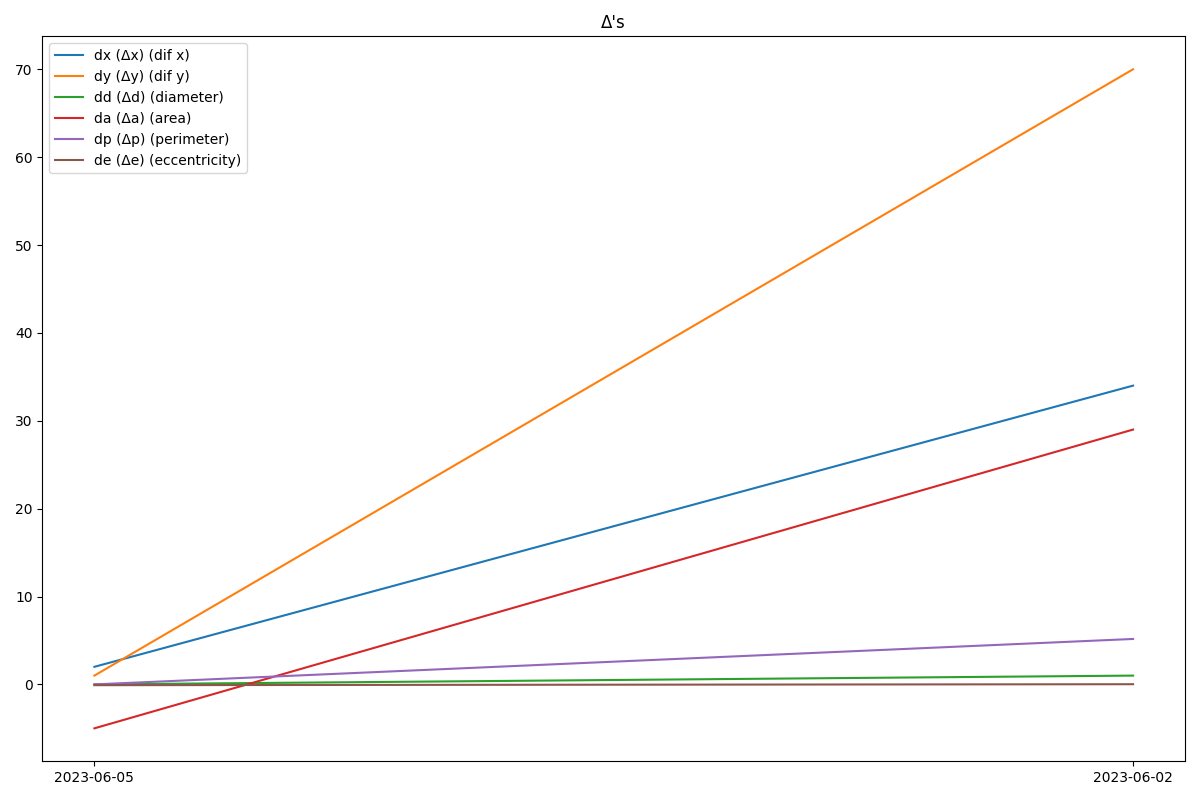 Δ's
dx (Δx) (dif x)
dy (Δy) (dif y)
dd (Δd) (diameter)
da (Δa) (area)
dp (Δp) (perimeter)
de (Δe) (eccentricity)
70
60
50
40
30
20
10
0
2023-06-05
2023-06-02